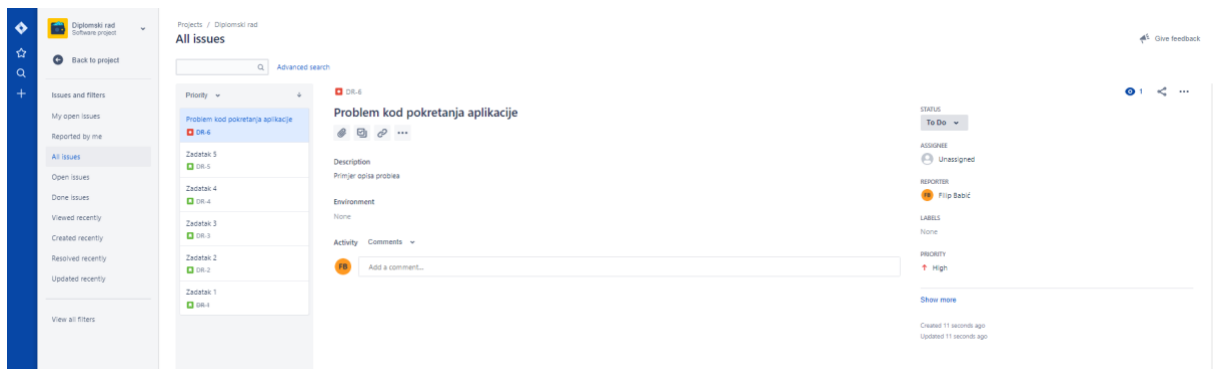 Diplomski rad
Software project
Back to project
Issues and filters
My open issues
Reported by me
All issues
Open issues
Done issues
Viewed recently
Created recently
Resolved recently
Updated recently
View all filters
Projects / Diplomski rad
All issues
Give feedback
Advanced search
Priority
Problem kod pokretanja aplikacije
DR-6
Zadatak 5
DR-5
Zadatak 4
DR-4
Zadatak 3
DR-3
Zadatak 2
DR-2
Zadatak 1
DR-1
DR-6
1
Problem kod pokretanja aplikacije
Description
Primjer opisa problea
Environment
None
Activity Comments
FB Add a comment...
STATUS
To Do
ASSIGNEE
Unassigned
REPORTER
FB Filip Babić
LABELS
None
PRIORITY
High
Show more
Created 11 seconds ago
Updated 11 seconds ago